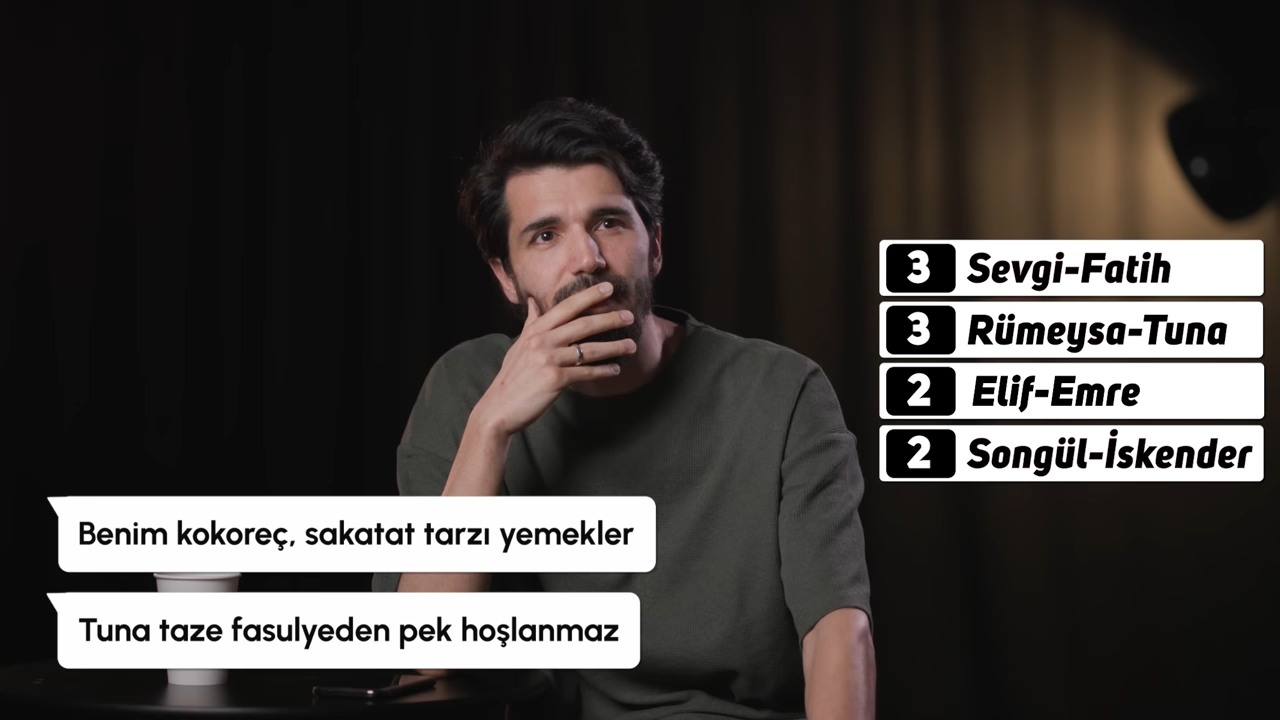 3 Sevgi-Fatih
3 Rümeysa-Tuna
2 Elif-Emre
2 Songül-İskender
Benim kokoreç, sakatat tarzı yemekler
Tuna taze fasulyeden pek hoşlanmaz